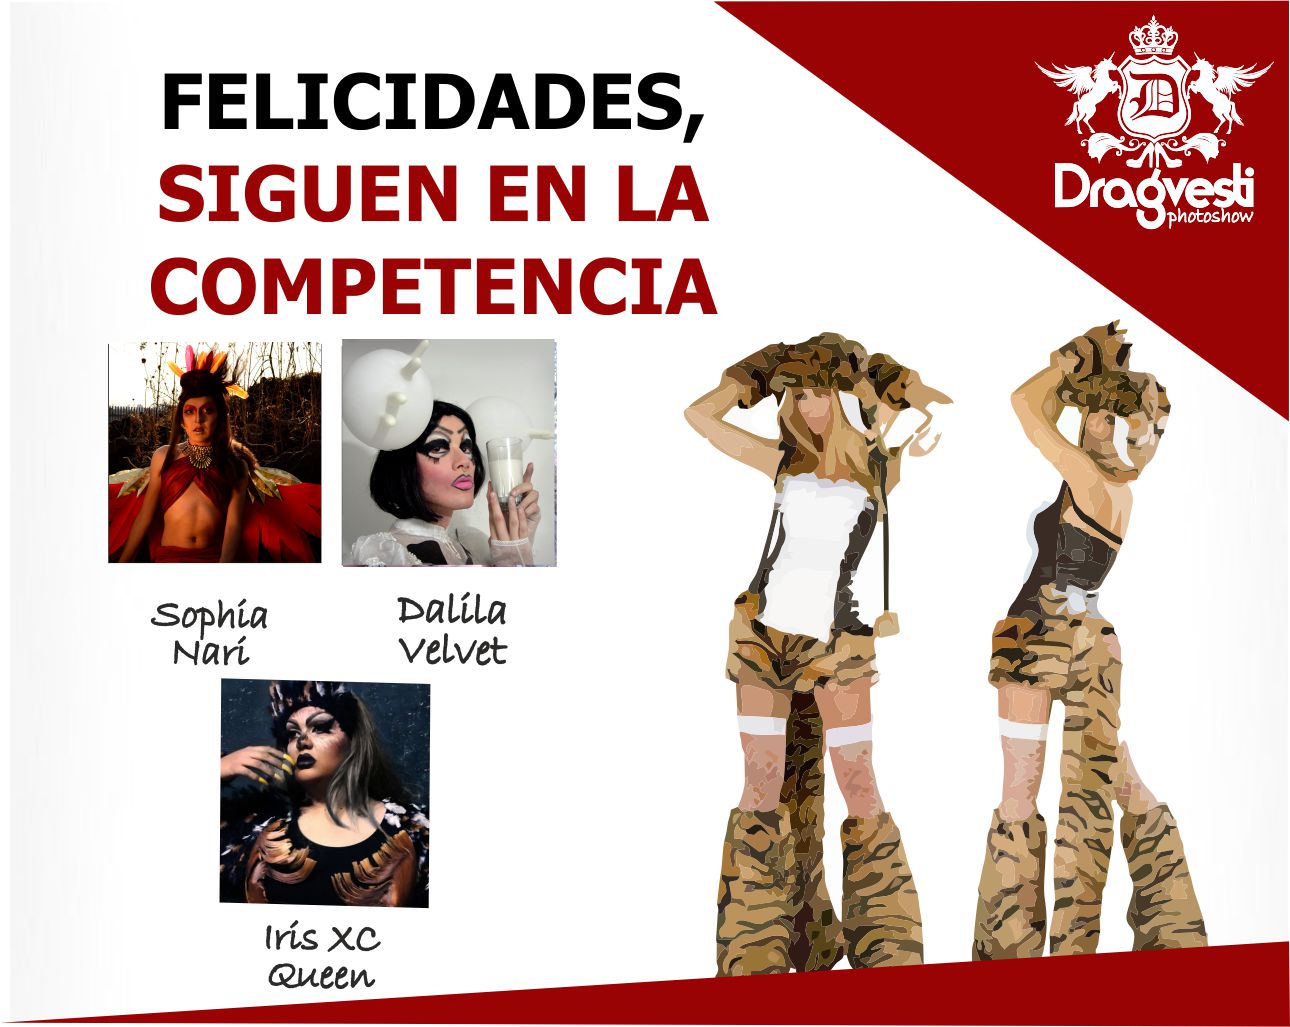 FELICIDADES,
SIGUEN EN LA
COMPETENCIA
D
Dragvesti
photoshow
Sophia
Nari
Dalila
Velvet
Iris XC
Queen